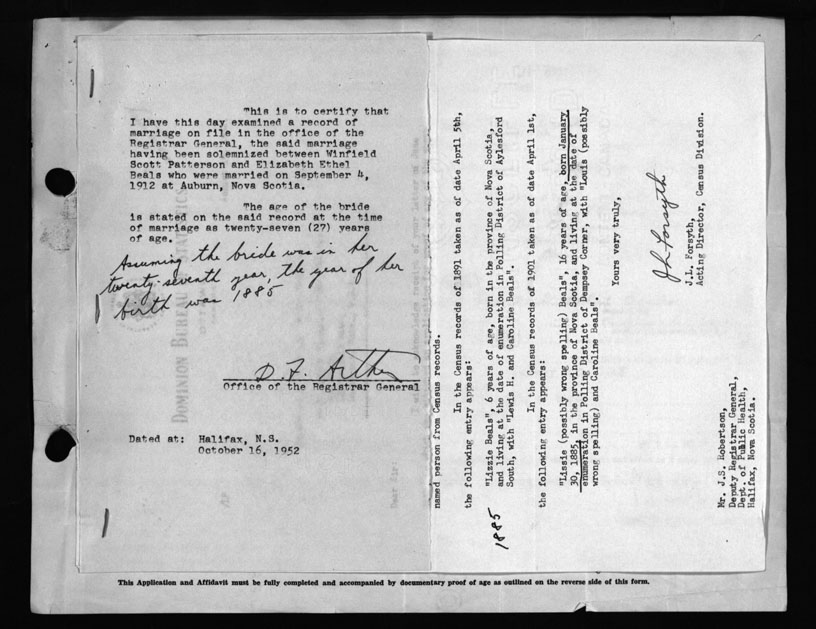 This is to certify that
I have this day examined a record of
marriage on file in the office of the
Registrar General, the said marriage
having been solemnized between Winfield
Scott Patterson and Elizabeth Ethel
Beals who were married on September 4,
1912 at Auburn, Nova Scotia.
The age of the bride
is stated on the said record at the time
of marriage as twenty-seven (27) years
of age.
Assuming the bride was in her
twenty-seventh year, the year of her
birth was 1885
Office of the Registrar General
Dated at: Halifax, N.S.
October 16, 1952
DOMINION BUREAU
named person from Census records.
In the Census records of 1891 taken as of date April 5th,
the following entry appears:
"Lizzie Beals", 6 years of age, born in the province of Nova Scotia,
and living at the date of enumeration in Polling District of Aylesford
South, with "Lewis H. and Caroline Beals".
1885
In the Census records of 1901 taken as of date April 1st,
the following entry appears:
"Lissie (possibly wrong spelling) Beals", 16 years of age, born January
30, 1885, in the province of Nova Scotia, and living at the date of
enumeration in Polling District of Dempsey Corner, with "Louis (possibly
wrong spelling) and Caroline Beals".
Yours very truly,
J L Forsyth
J.L. Forsyth,
Acting Director, Census Division.
Mr. J.S. Robertson,
Deputy Registrar General,
Dept. of Public Health,
Halifax, Nova Scotia.
This Application and Affidavit must be fully completed and accompanied by documentary proof of age as outlined on the reverse side of this form.